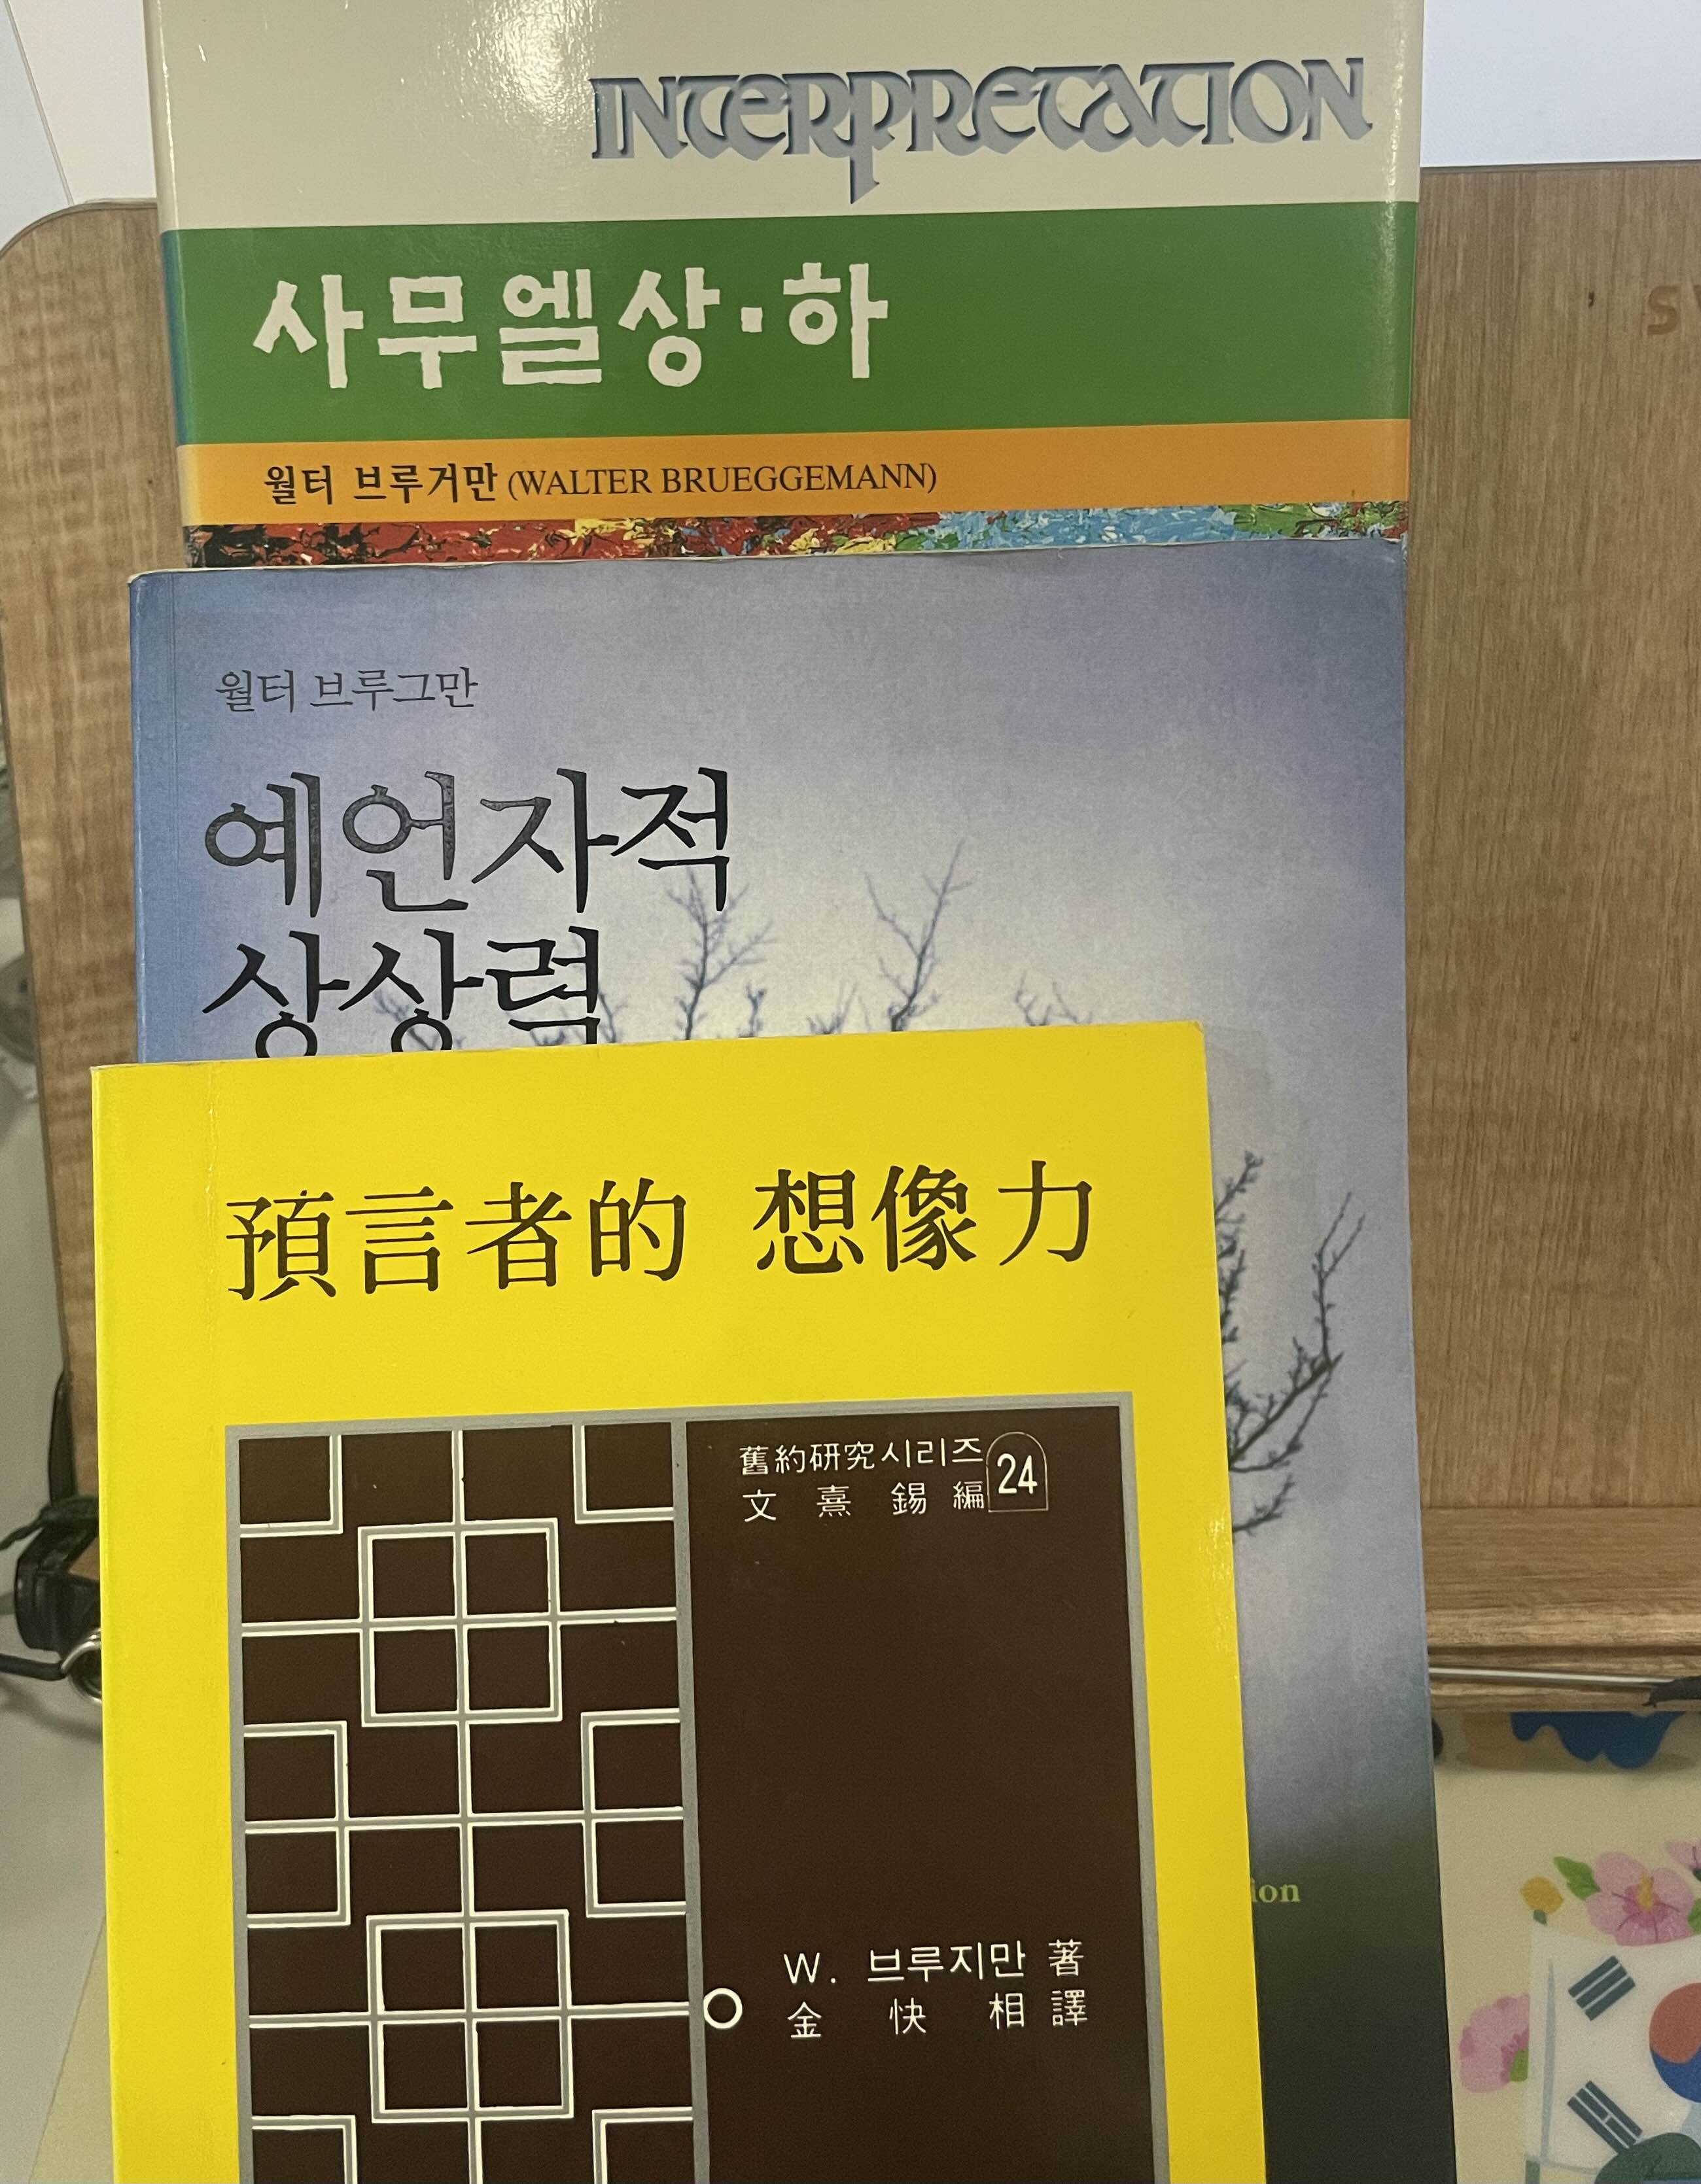 INTERPRETATION
사무엘상·하
월터 브루거만 (WALTER BRUEGGEMANN)
월터 브루그만
예언자적
상상력
預言者的 想像力
舊約研究시리즈 24
文熹錫 編
W. 브루지만 著
金快相 譯